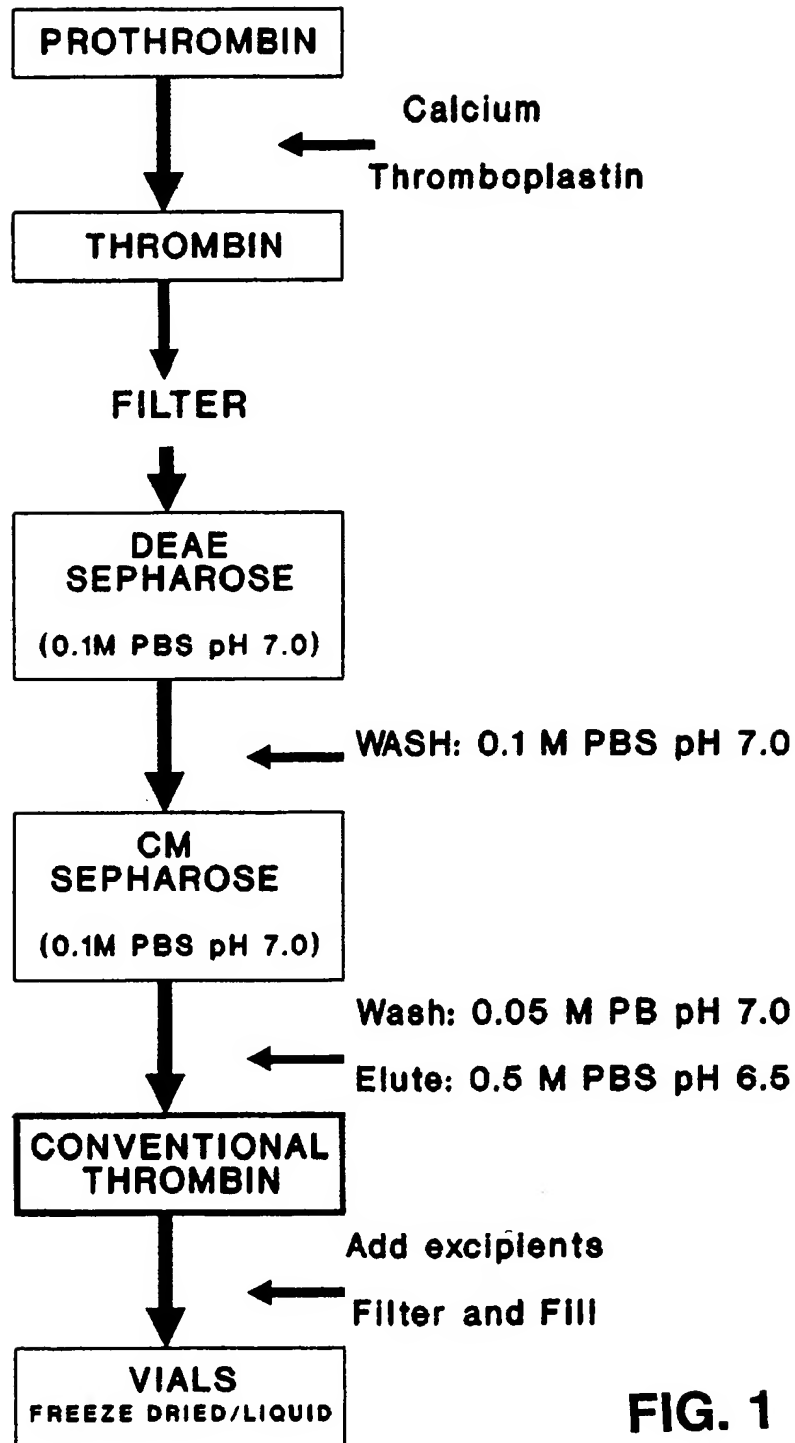 PROTHROMBIN
Calcium
Thromboplastin
THROMBIN
FILTER
DEAE
SEPHAROSE
(0.1M PBS pH 7.0)
WASH: 0.1 M PBS pH 7.0
CM
SEPHAROSE
(0.1M PBS pH 7.0)
Wash: 0.05 M PB pH 7.0
Elute: 0.5 M PBS pH 6.5
CONVENTIONAL
THROMBIN
Add excipients
Filter and Fill
VIALS
FREEZE DRIED/LIQUID
FIG. 1